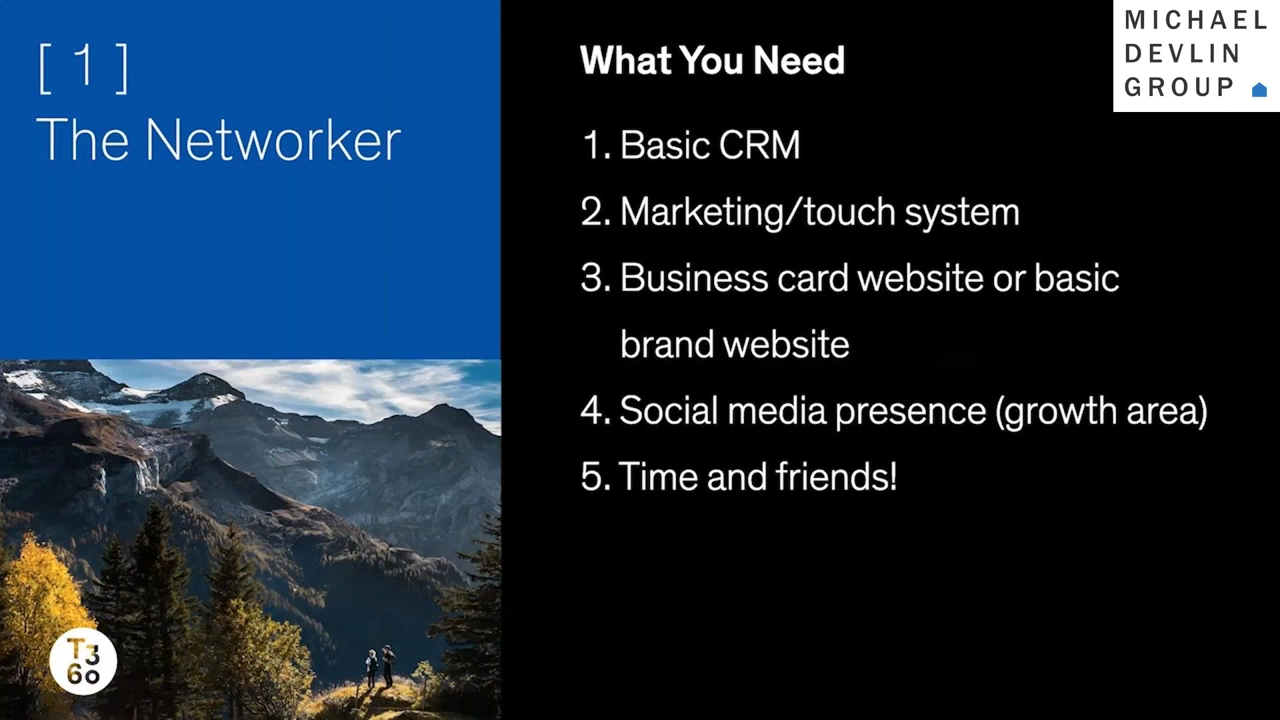 [ 1 ]
The Networker
What You Need
1. Basic CRM
2. Marketing/touch system
3. Business card website or basic
brand website
4. Social media presence (growth area)
5. Time and friends!
MICHAEL
DEVLIN
GROUP
T3
60